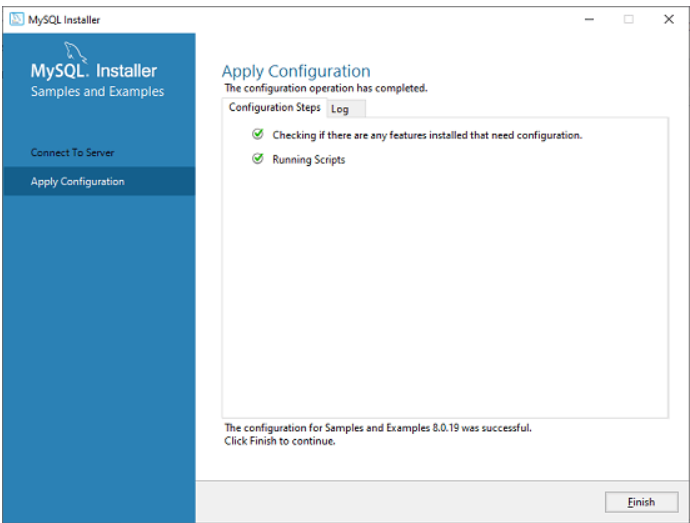 MySQL Installer
MySQL. Installer
Samples and Examples
Connect To Server
Apply Configuration
Apply Configuration
The configuration operation has completed.
Configuration Steps Log
Checking if there are any features installed that need configuration.
Running Scripts
The configuration for Samples and Examples 8.0.19 was successful.
Click Finish to continue.
Finish